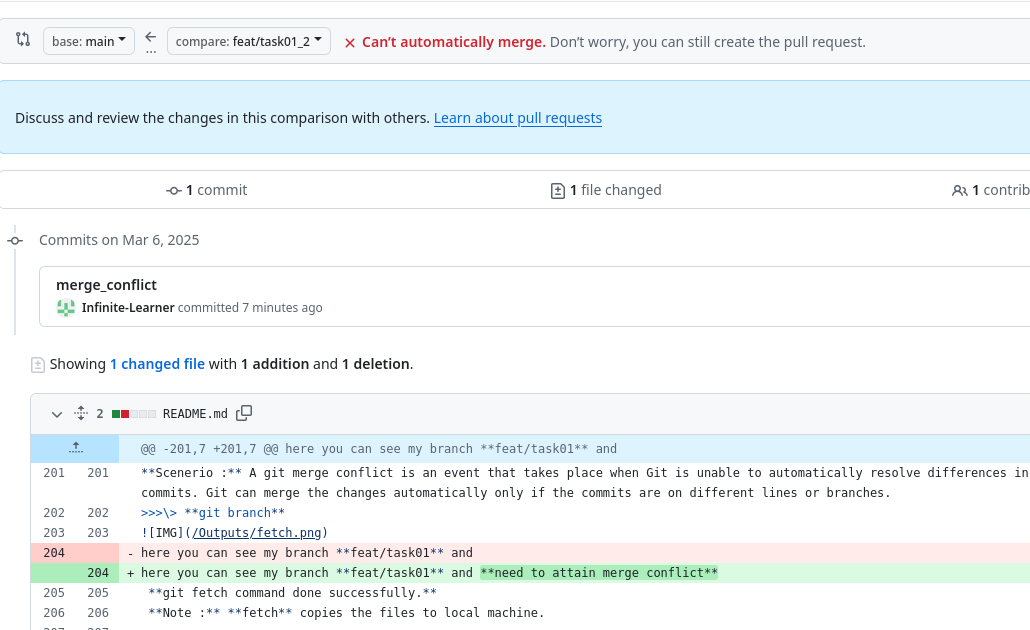 base: main compare: feat/task01_2 Can't automatically merge. Don't worry, you can still create the pull request.
Discuss and review the changes in this comparison with others. Learn about pull requests
1 commit 1 file changed 1 contrib
Commits on Mar 6, 2025
merge_conflict
Infinite-Learner committed 7 minutes ago
Showing 1 changed file with 1 addition and 1 deletion.
2 README.md
@@ -201,7 +201,7 @@ here you can see my branch **feat/task01** and
201 201 **Scenerio :** A git merge conflict is an event that takes place when Git is unable to automatically resolve differences in
commits. Git can merge the changes automatically only if the commits are on different lines or branches.
202 202 >>>\> **git branch**
203 203 ![IMG](/Outputs/fetch.png)
204 - here you can see my branch **feat/task01** and
204 + here you can see my branch **feat/task01** and **need to attain merge conflict**
205 205 **git fetch command done successfully.**
206 206 **Note :** **fetch** copies the files to local machine.